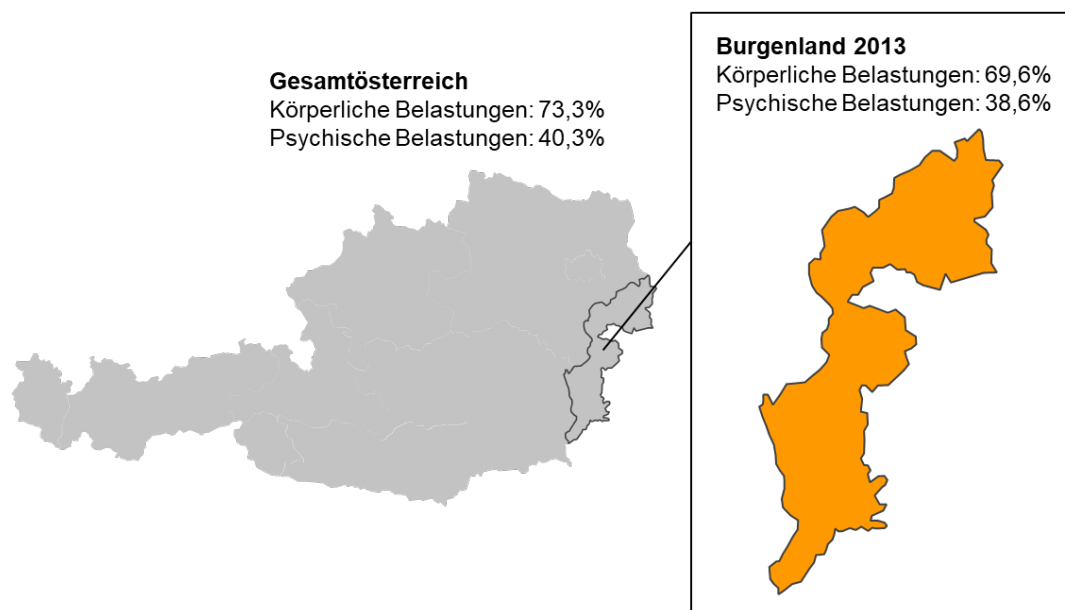 Gesamtösterreich
Körperliche Belastungen: 73,3%
Psychische Belastungen: 40,3%
Burgenland 2013
Körperliche Belastungen: 69,6%
Psychische Belastungen: 38,6%